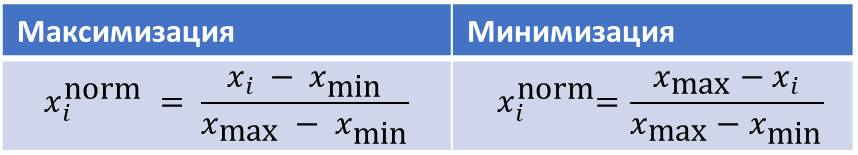 Максимизация
Минимизация
x_i^norm = (x_i − x_min) / (x_max − x_min)
x_i^norm = (x_max − x_i) / (x_max − x_min)